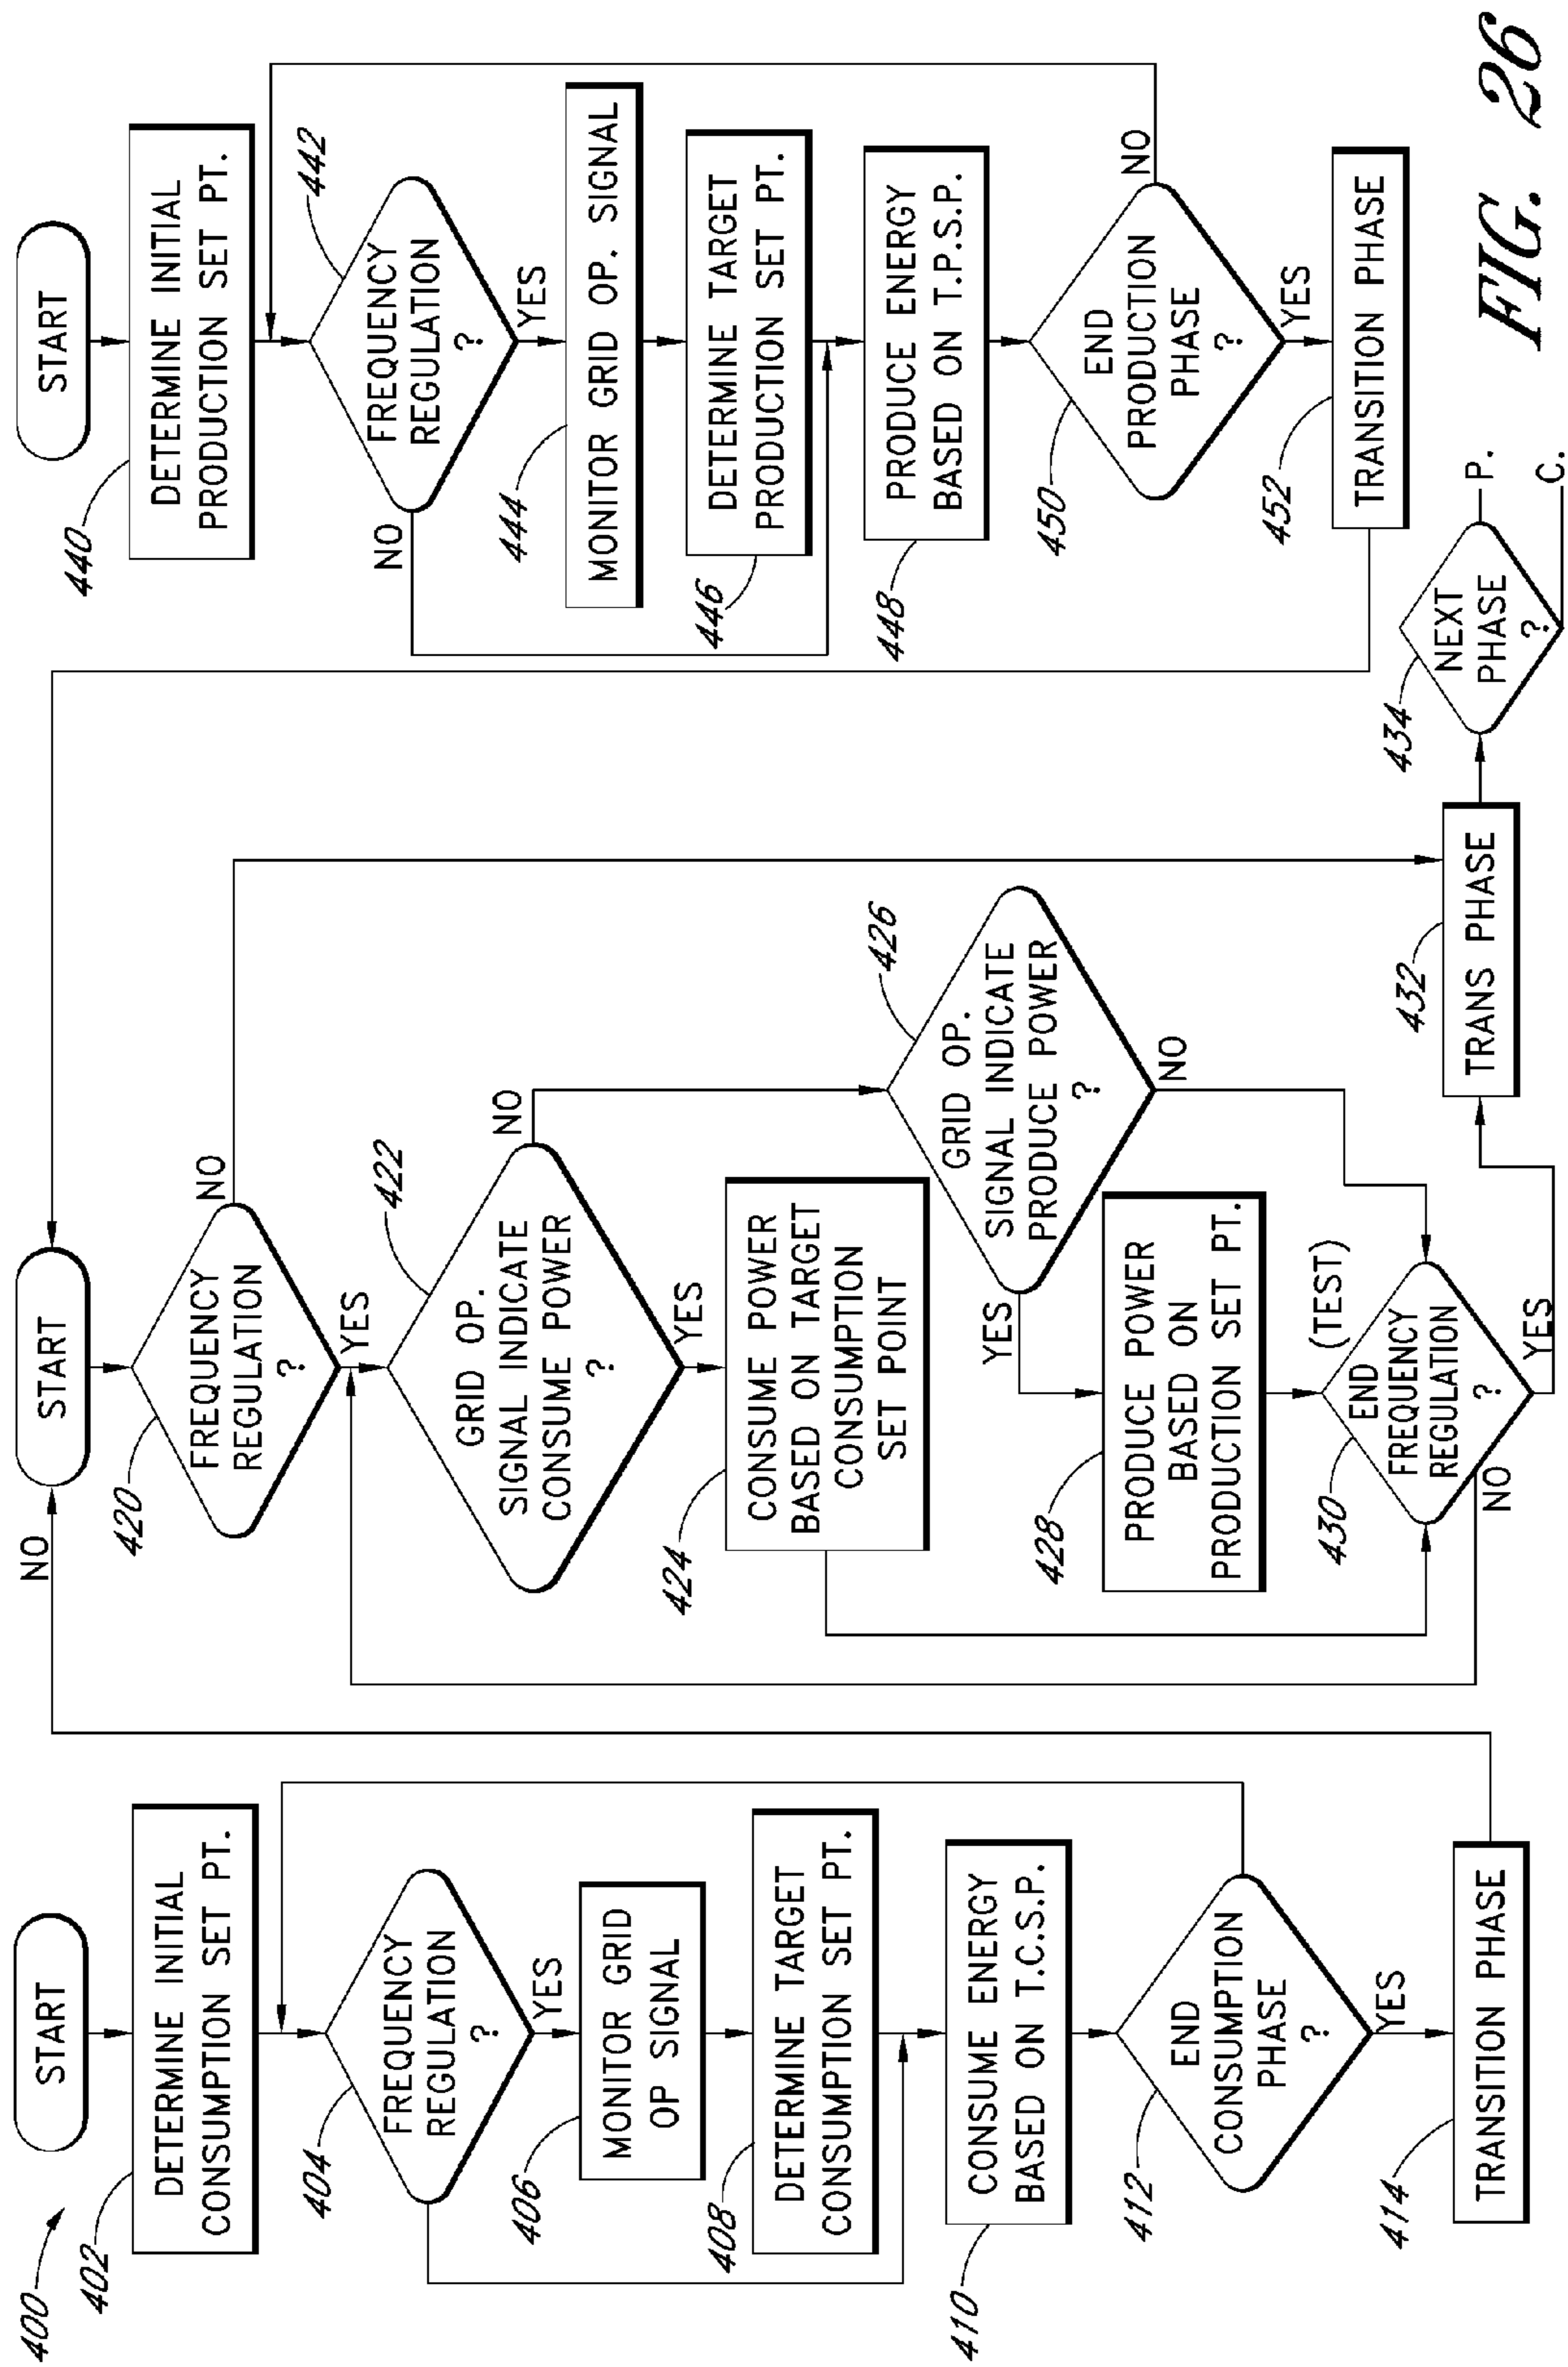 400
START
402
DETERMINE INITIAL
CONSUMPTION SET PT.
404
FREQUENCY
REGULATION
?
YES
406
MONITOR GRID
OP SIGNAL
408
DETERMINE TARGET
CONSUMPTION SET PT.
410
CONSUME ENERGY
BASED ON T.C.S.P.
412
END
CONSUMPTION
PHASE
?
YES
414
TRANSITION PHASE
NO
START
420
FREQUENCY
REGULATION
?
NO
YES
422
GRID OP.
SIGNAL INDICATE
CONSUME POWER
?
NO
YES
424
CONSUME POWER
BASED ON TARGET
CONSUMPTION
SET POINT
426
GRID OP.
SIGNAL INDICATE
PRODUCE POWER
?
YES
NO
428
PRODUCE POWER
BASED ON
PRODUCTION SET PT.
(TEST)
430
END
FREQUENCY
REGULATION
?
NO
YES
432
TRANS PHASE
434
NEXT
PHASE
?
P.
C.
START
440
DETERMINE INITIAL
PRODUCTION SET PT.
442
FREQUENCY
REGULATION
?
NO
YES
444
MONITOR GRID OP. SIGNAL
446
DETERMINE TARGET
PRODUCTION SET PT.
448
PRODUCE ENERGY
BASED ON T.P.S.P.
450
END
PRODUCTION
PHASE
?
NO
YES
452
TRANSITION PHASE
FIG. 26